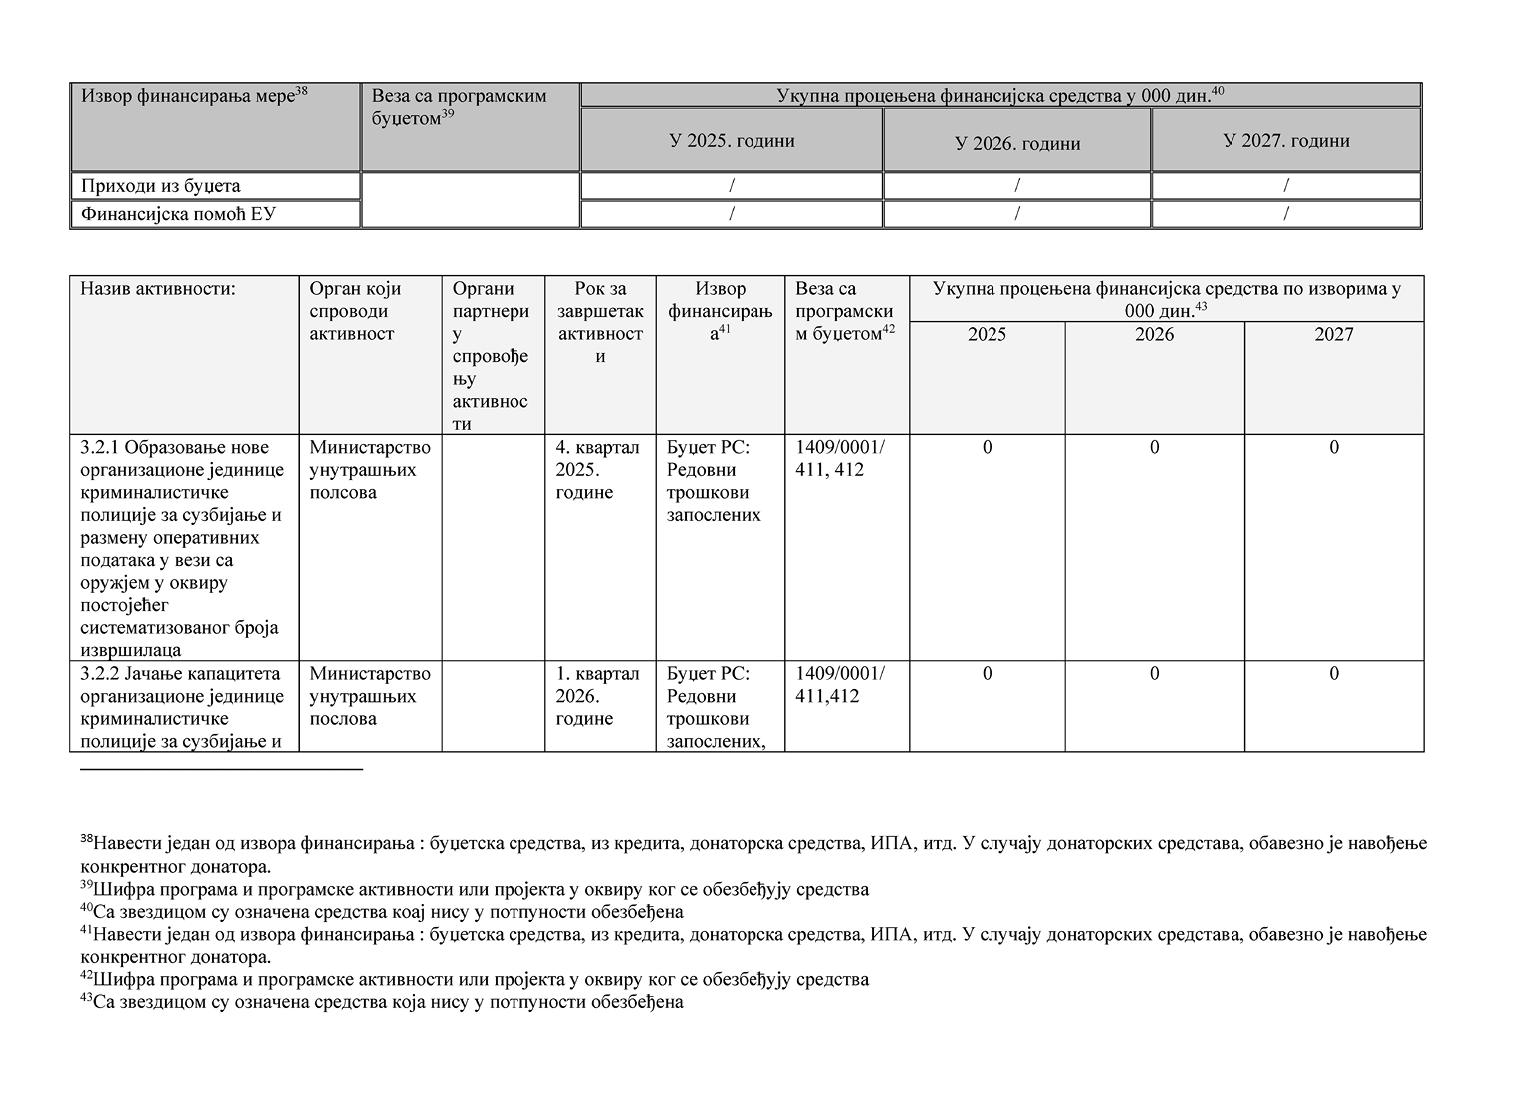 Извор финансирања мере38
Веза са програмским
буџетом39
Укупна процењена финансијска средства у 000 дин.40
У 2025. години
У 2026. години
У 2027. години
Приходи из буџета
/
/
/
Финансијска помоћ ЕУ
/
/
/
Назив активности:
Орган који
спроводи
активност
Органи
партнери
у
спровође
њу
активнос
ти
Рок за
завршетак
активност
и
Извор
финансирањ
а41
Веза са
програмски
м буџетом42
Укупна процењена финансијска средства по изворима у
000 дин.43
2025
2026
2027
3.2.1 Образовање нове
организационе јединице
криминалистичке
полиције за сузбијање и
размену оперативних
података у вези са
оружјем у оквиру
постојећег
систематизованог броја
извршилаца
Министарство
унутрашњих
полсова
4. квартал
2025.
године
Буџет РС:
Редовни
трошкови
запослених
1409/0001/
411, 412
0
0
0
3.2.2 Јачање капацитета
организационе јединице
криминалистичке
полиције за сузбијање и
Министарство
унутрашњих
послова
1. квартал
2026.
године
Буџет РС:
Редовни
трошкови
запослених,
1409/0001/
411,412
0
0
0
38Навести један од извора финансирања : буџетска средства, из кредита, донаторска средства, ИПА, итд. У случају донаторских средстава, обавезно је навођење
конкретног донатора.
39Шифра програма и програмске активности или пројекта у оквиру ког се обезбеђују средства
40Са звездицом су означена средства коај нису у потпуности обезбеђена
41Навести један од извора финансирања : буџетска средства, из кредита, донаторска средства, ИПА, итд. У случају донаторских средстава, обавезно је навођење
конкретног донатора.
42Шифра програма и програмске активности или пројекта у оквиру ког се обезбеђују средства
43Са звездицом су означена средства која нису у потпуности обезбеђена